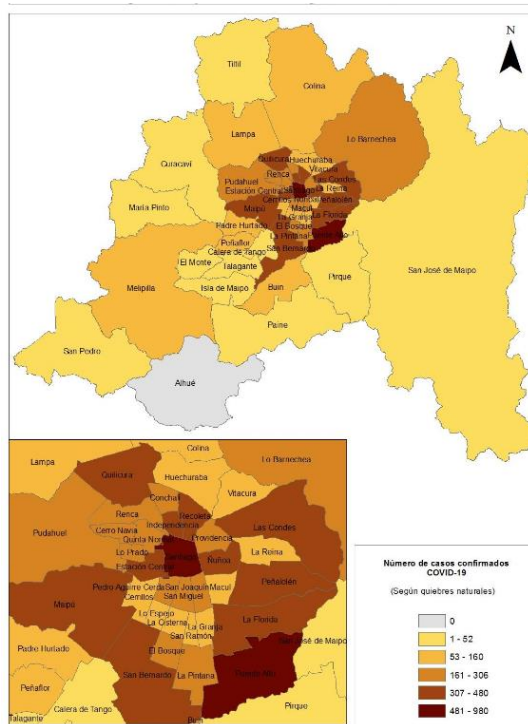 N
Tiltil
Colina
Lampa
Lo Barnechea
Quilicura
Huechuraba
Curacaví
Vitacura
Renca
Las Condes
Pudahuel
Estación Central
La Reina
María Pinto
Cerrillos
Peñalolén
Macul
Maipú
La Granja
La Florida
Padre Hurtado
El Bosque
Peñaflor
La Pintana
Puente Alto
Calera de Tango
San Bernardo
El Monte
Talagante
San José de Maipo
Melipilla
Isla de Maipo
Buin
Pirque
Paine
San Pedro
Alhué
Colina
Lampa
Lo Barnechea
Quilicura
Huechuraba
Vitacura
Conchalí
Renca
Recoleta
Pudahuel
Independencia
Las Condes
Cerro Navia
Quinta Normal
Providencia
Lo Prado
Santiago
La Reina
Estación Central
Ñuñoa
Peñalolén
Pedro Aguirre Cerda
San Joaquín
Macul
Cerrillos
San Miguel
Maipú
Lo Espejo
La Florida
La Cisterna
La Granja
San Ramón
San José de Maipo
Padre Hurtado
El Bosque
Puente Alto
Peñaflor
San Bernardo
La Pintana
Pirque
Calera de Tango
Talagante
Buin
Número de casos confirmados
COVID-19
(Según quiebres naturales)
0
1 - 52
53 - 160
161 - 306
307 - 480
481 - 980